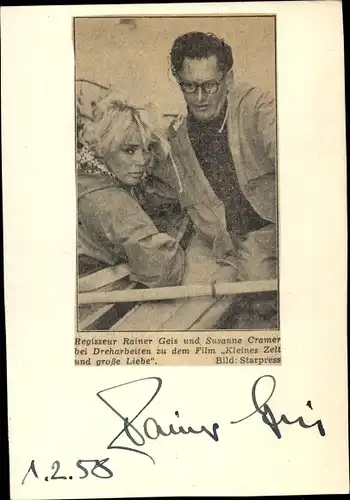 Regisseur Rainer Geis und Susanne Cramer
bei Dreharbeiten zu dem Film „Kleines Zelt
und große Liebe“. Bild: Starpress
Rainer Geis
1.2.58